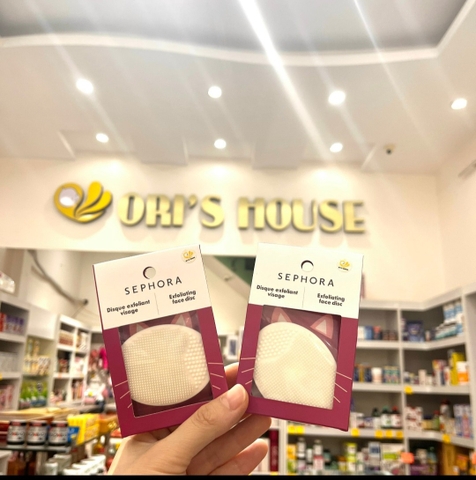 ORI'S HOUSE
SEPHORA
Disque exfoliant
visage
Exfoliating
face disc
SEPHORA
Disque exfoliant
visage
Exfoliating
face disc